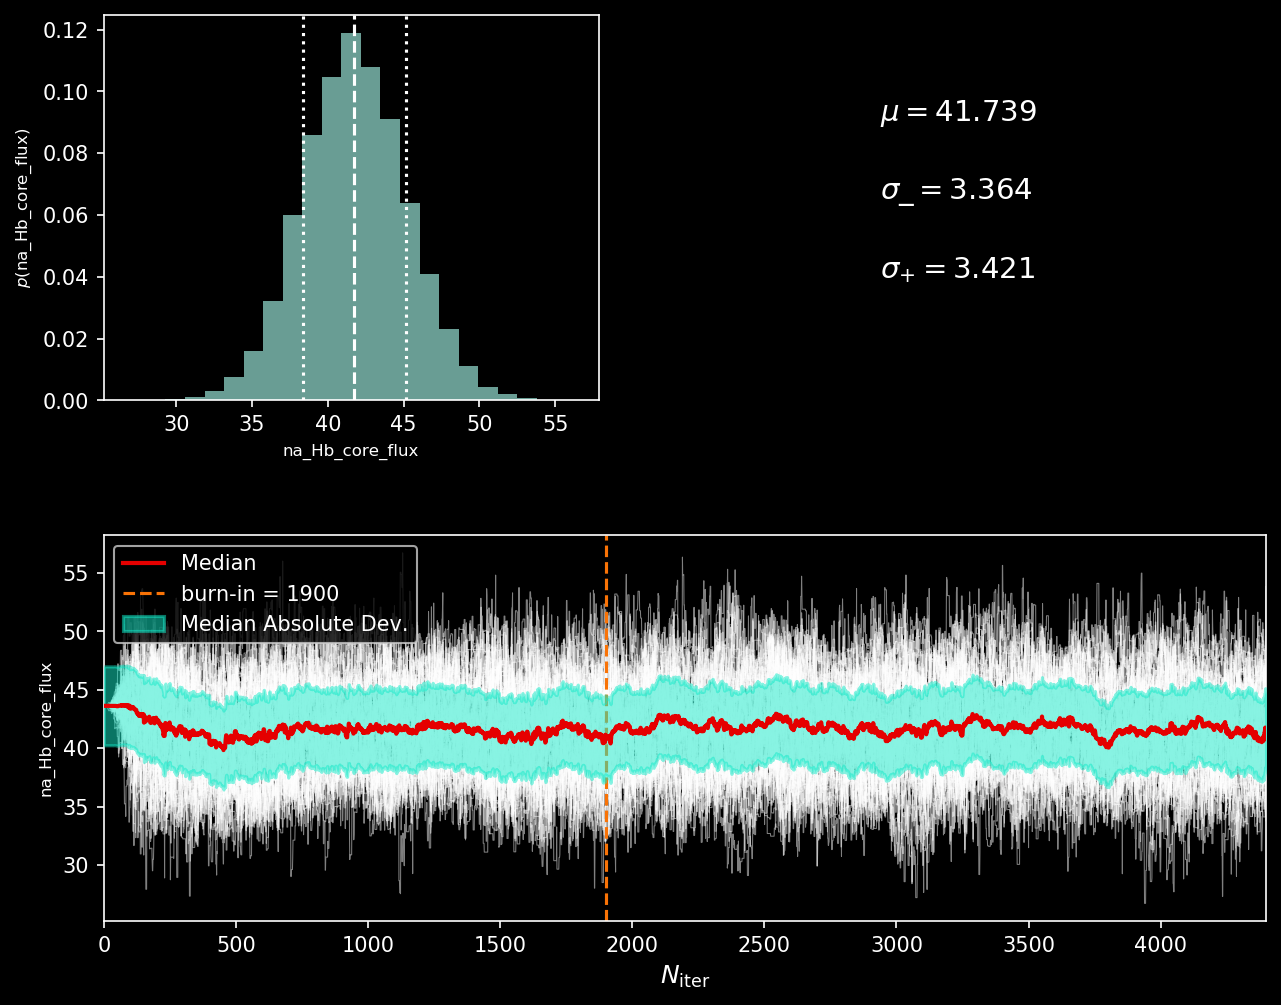 0.12
0.10
0.08
0.06
0.04
0.02
0.00
p(na_Hb_core_flux)
30 35 40 45 50 55
na_Hb_core_flux
μ = 41.739
σ_ = 3.364
σ+ = 3.421
Median
burn-in = 1900
Median Absolute Dev.
55
50
45
40
35
30
na_Hb_core_flux
0 500 1000 1500 2000 2500 3000 3500 4000
Niter